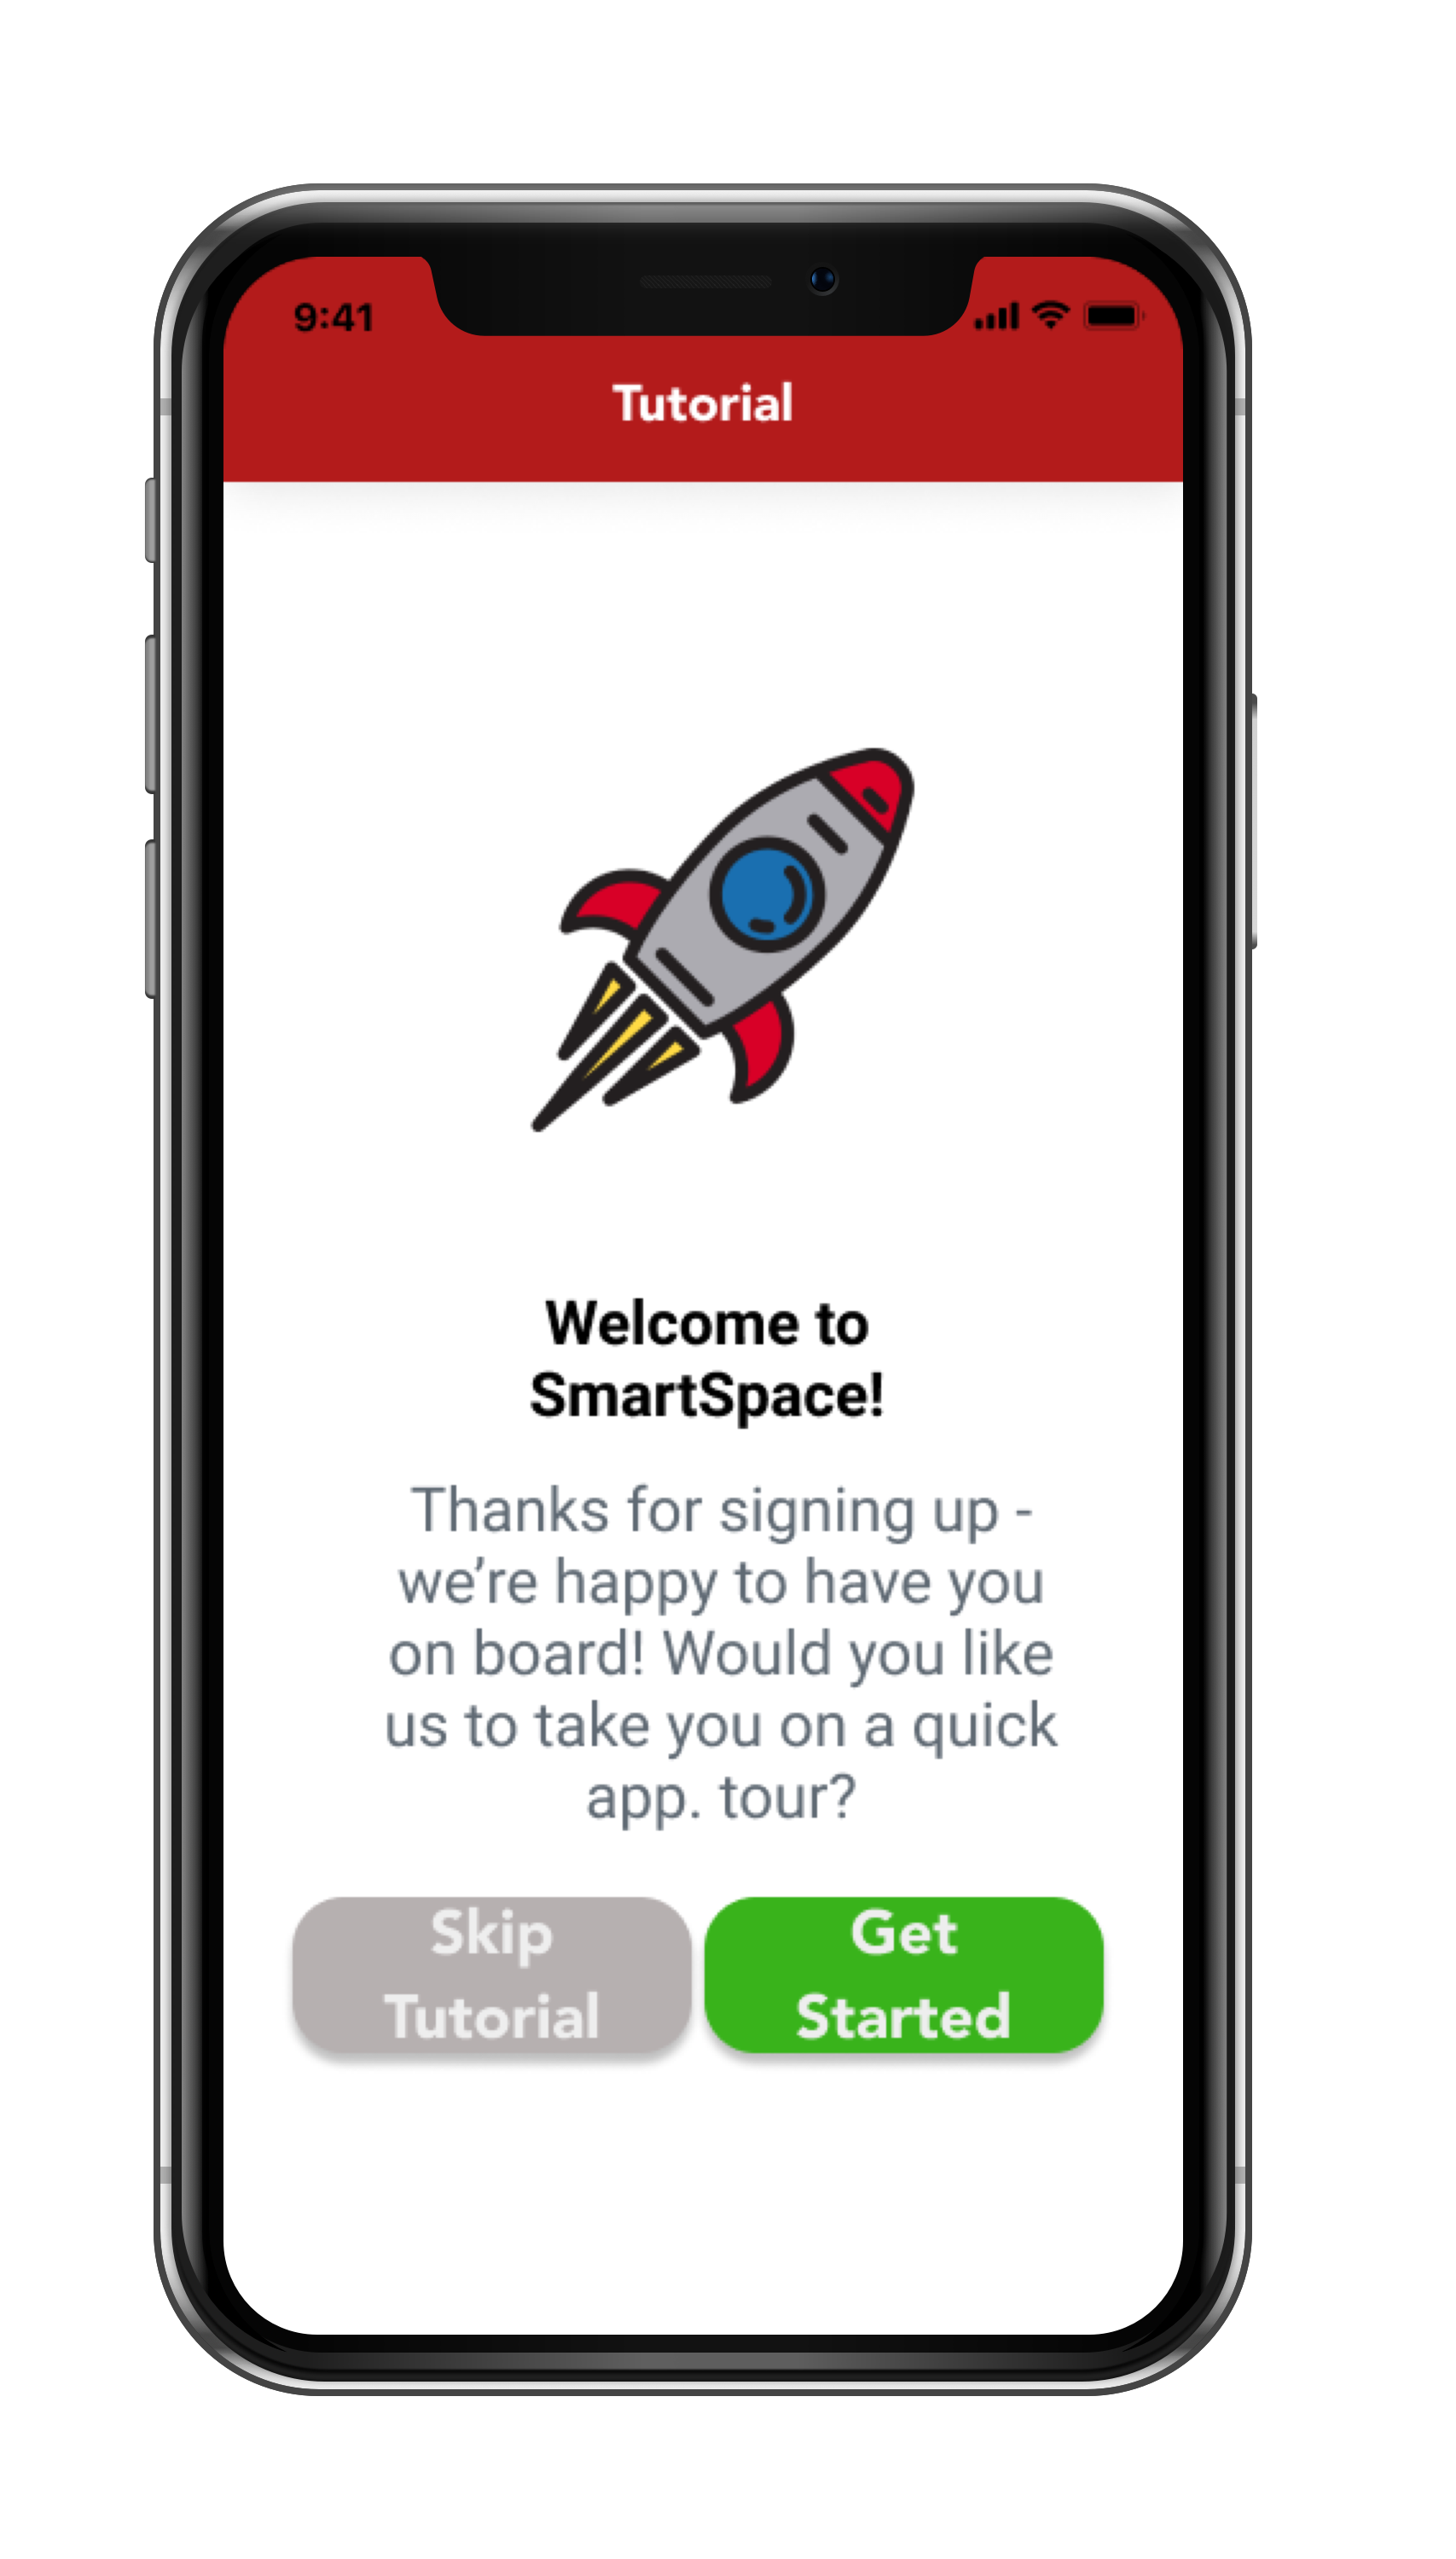 9:41
Tutorial
Welcome to
SmartSpace!
Thanks for signing up -
we’re happy to have you
on board! Would you like
us to take you on a quick
app. tour?
Skip
Tutorial
Get
Started